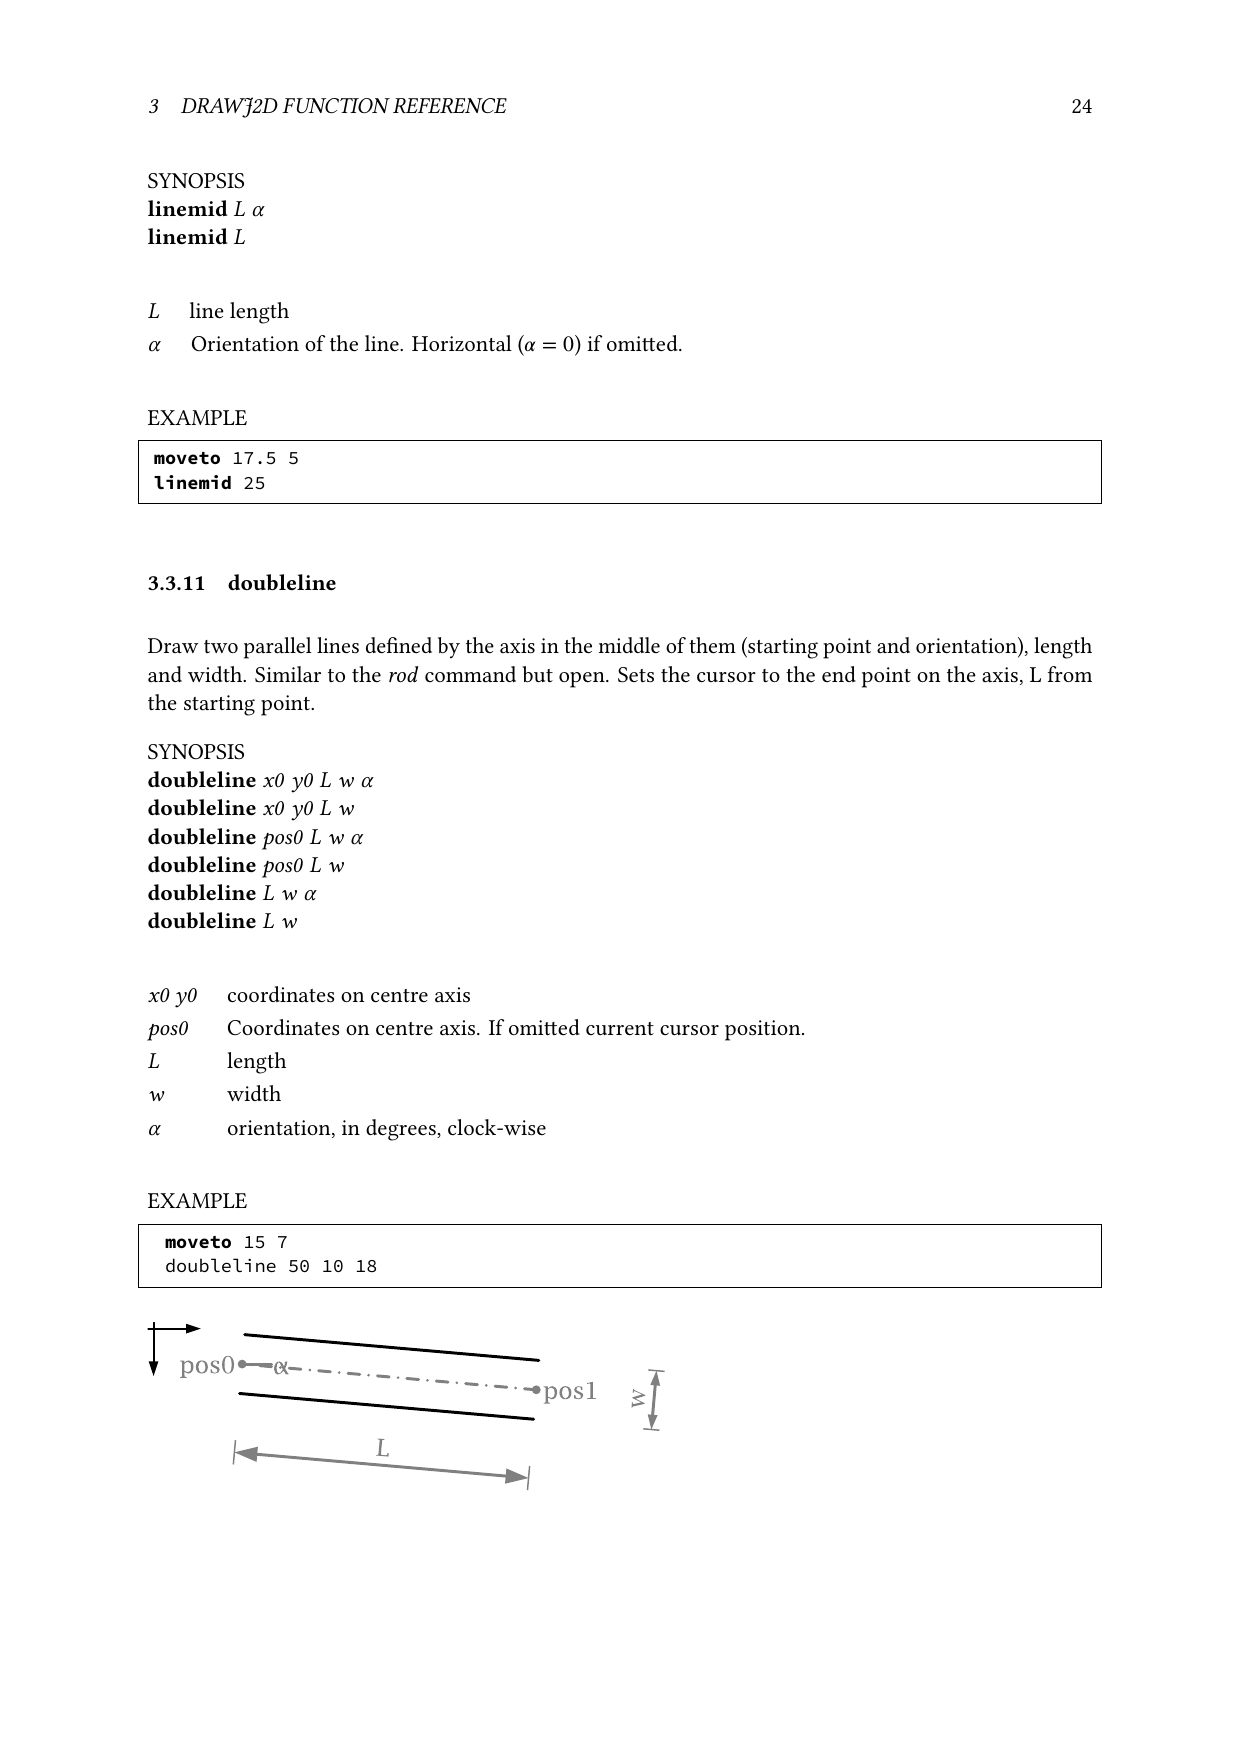 3 DRAWJ2D FUNCTION REFERENCE 24
SYNOPSIS
linemid L α
linemid L
L line length
α Orientation of the line. Horizontal (α = 0) if omitted.
EXAMPLE
moveto 17.5 5
linemid 25
3.3.11 doubleline
Draw two parallel lines defined by the axis in the middle of them (starting point and orientation), length
and width. Similar to the rod command but open. Sets the cursor to the end point on the axis, L from
the starting point.
SYNOPSIS
doubleline x0 y0 L w α
doubleline x0 y0 L w
doubleline pos0 L w α
doubleline pos0 L w
doubleline L w α
doubleline L w
x0 y0 coordinates on centre axis
pos0 Coordinates on centre axis. If omitted current cursor position.
L length
w width
α orientation, in degrees, clock-wise
EXAMPLE
moveto 15 7
doubleline 50 10 18
pos0 α
pos1
w
L